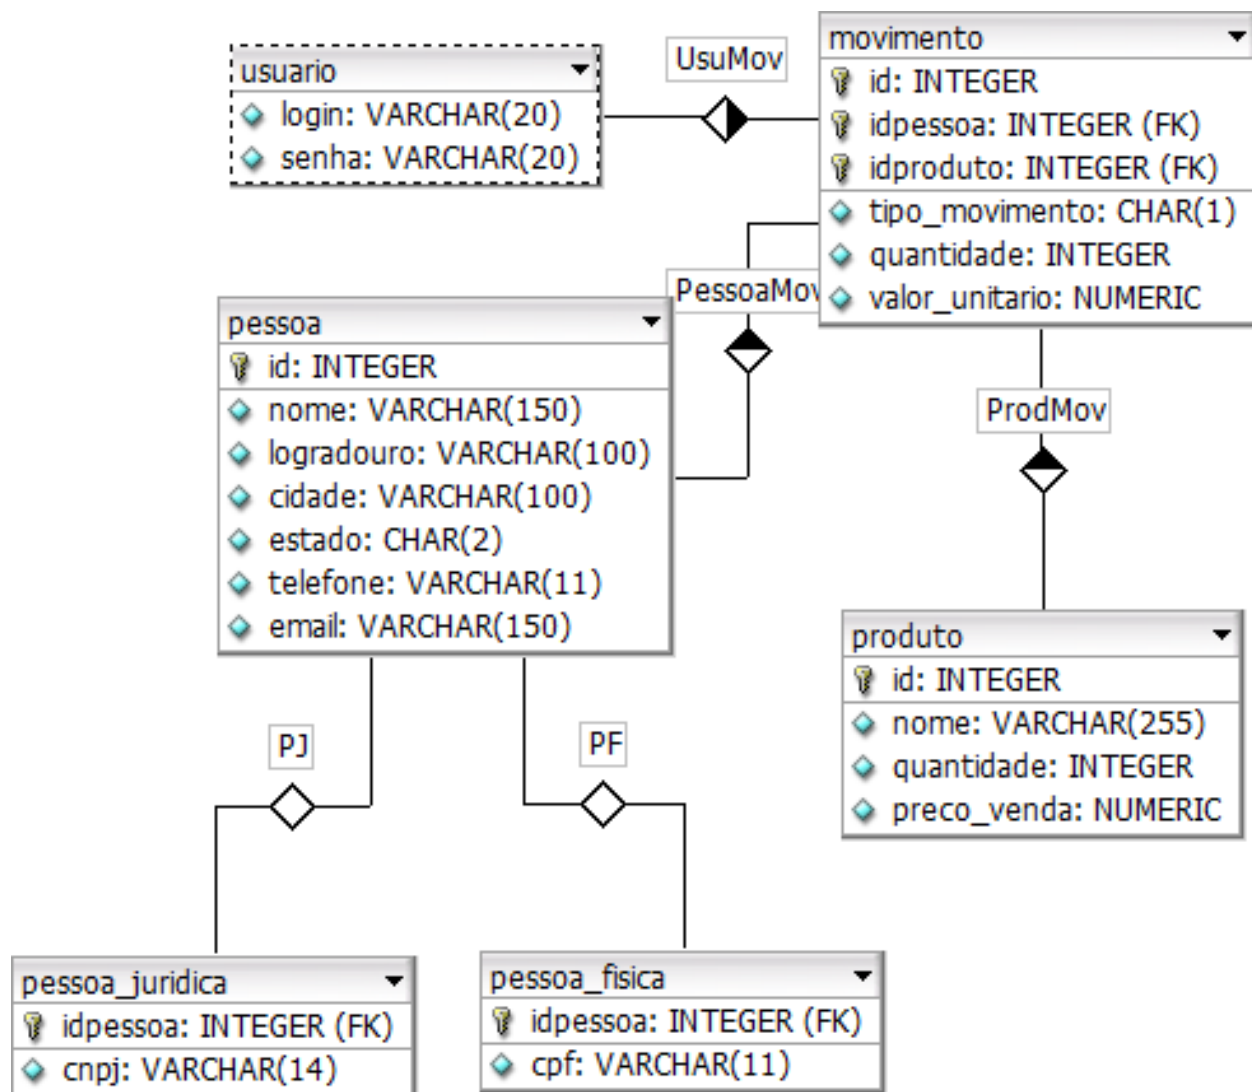 usuario
login: VARCHAR(20)
senha: VARCHAR(20)
UsuMov
movimento
id: INTEGER
idpessoa: INTEGER (FK)
idproduto: INTEGER (FK)
tipo_movimento: CHAR(1)
quantidade: INTEGER
valor_unitario: NUMERIC
PessoaMov
pessoa
id: INTEGER
nome: VARCHAR(150)
logradouro: VARCHAR(100)
cidade: VARCHAR(100)
estado: CHAR(2)
telefone: VARCHAR(11)
email: VARCHAR(150)
ProdMov
produto
id: INTEGER
nome: VARCHAR(255)
quantidade: INTEGER
preco_venda: NUMERIC
PJ
PF
pessoa_juridica
idpessoa: INTEGER (FK)
cnpj: VARCHAR(14)
pessoa_fisica
idpessoa: INTEGER (FK)
cpf: VARCHAR(11)